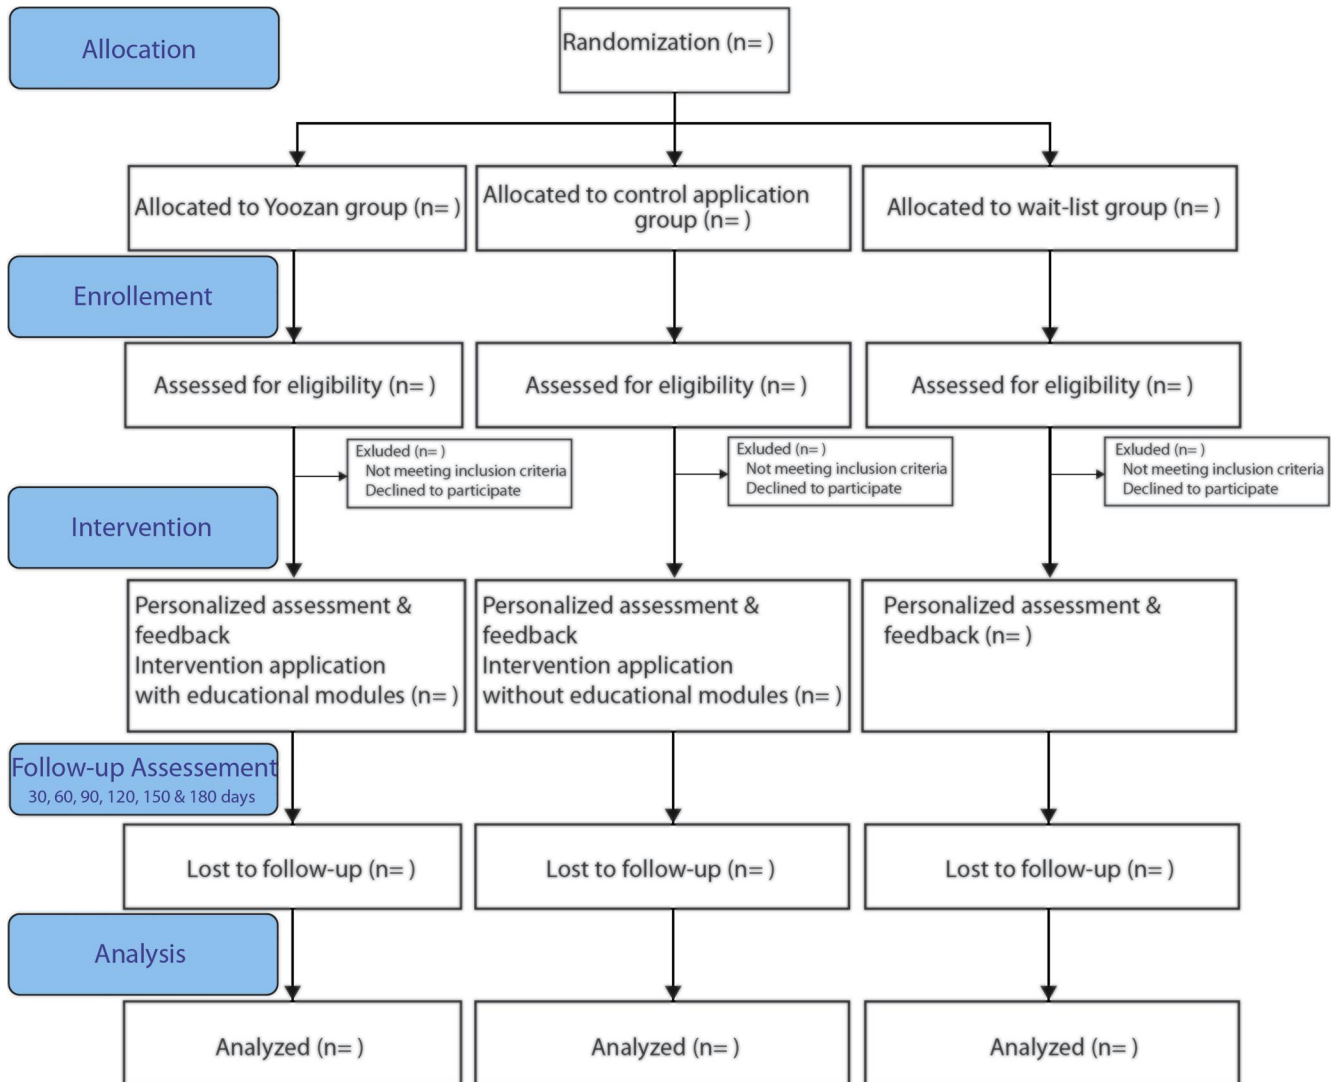 Allocation
Randomization (n= )
Allocated to Yoozan group (n= )
Allocated to control application
group (n= )
Allocated to wait-list group (n= )
Enrollement
Assessed for eligibility (n= )
Assessed for eligibility (n= )
Assessed for eligibility (n= )
Exluded (n= )
Not meeting inclusion criteria
Declined to participate
Exluded (n= )
Not meeting inclusion criteria
Declined to participate
Exluded (n= )
Not meeting inclusion criteria
Declined to participate
Intervention
Personalized assessment &
feedback
Intervention application
with educational modules (n= )
Personalized assessment &
feedback
Intervention application
without educational modules (n= )
Personalized assessment &
feedback (n= )
Follow-up Assessement
30, 60, 90, 120, 150 & 180 days
Lost to follow-up (n= )
Lost to follow-up (n= )
Lost to follow-up (n= )
Analysis
Analyzed (n= )
Analyzed (n= )
Analyzed (n= )